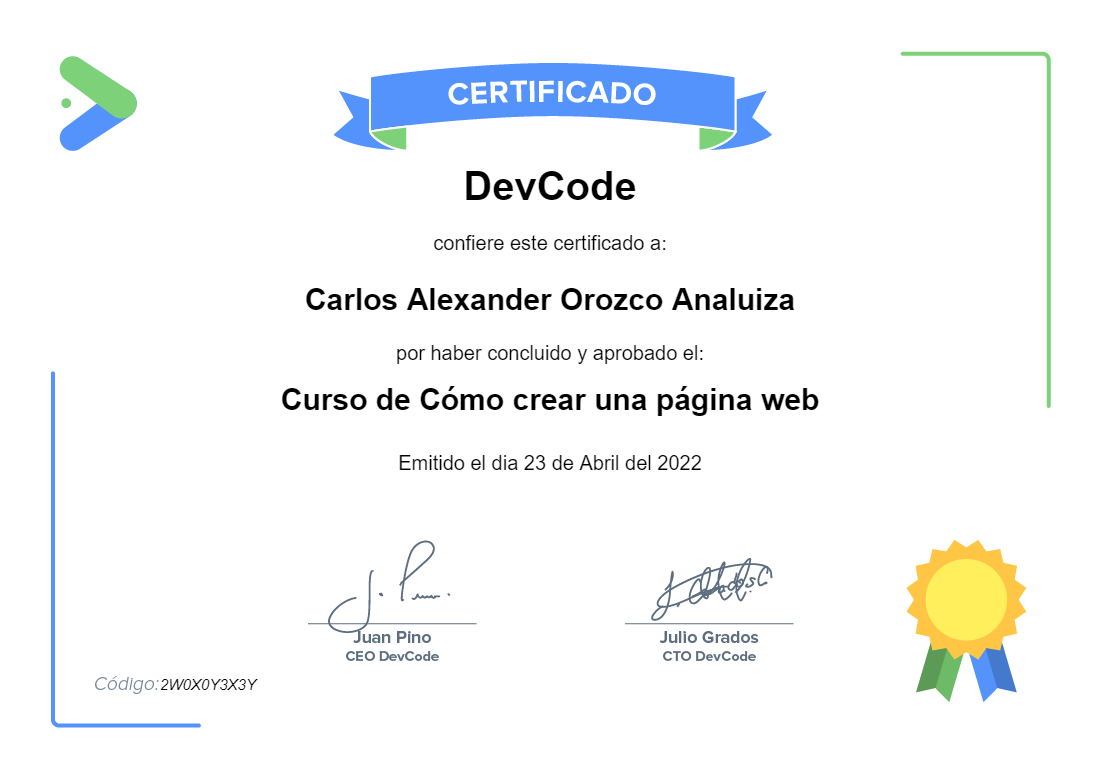 CERTIFICADO
DevCode
confiere este certificado a:
Carlos Alexander Orozco Analuiza
por haber concluido y aprobado el:
Curso de Cómo crear una página web
Emitido el dia 23 de Abril del 2022
Juan Pino
CEO DevCode
Julio Grados
CTO DevCode
Código: 2W0X0Y3X3Y